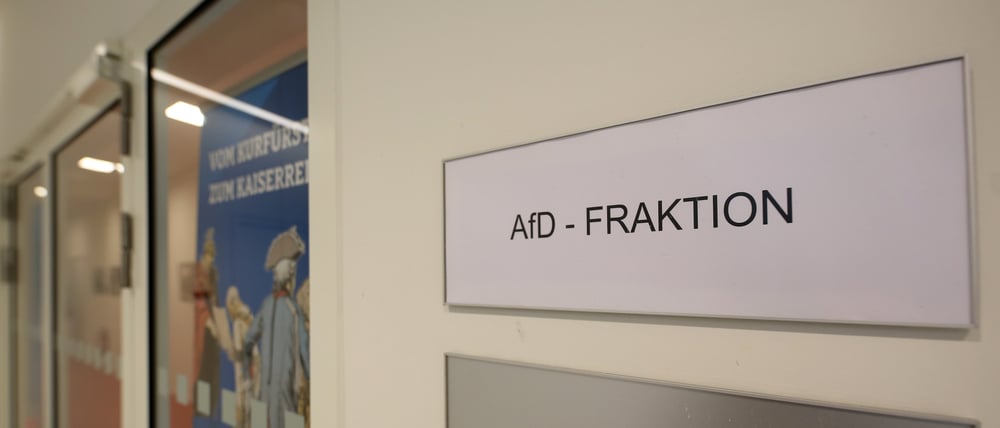 VOM
ZUM
AfD - FRAKTION